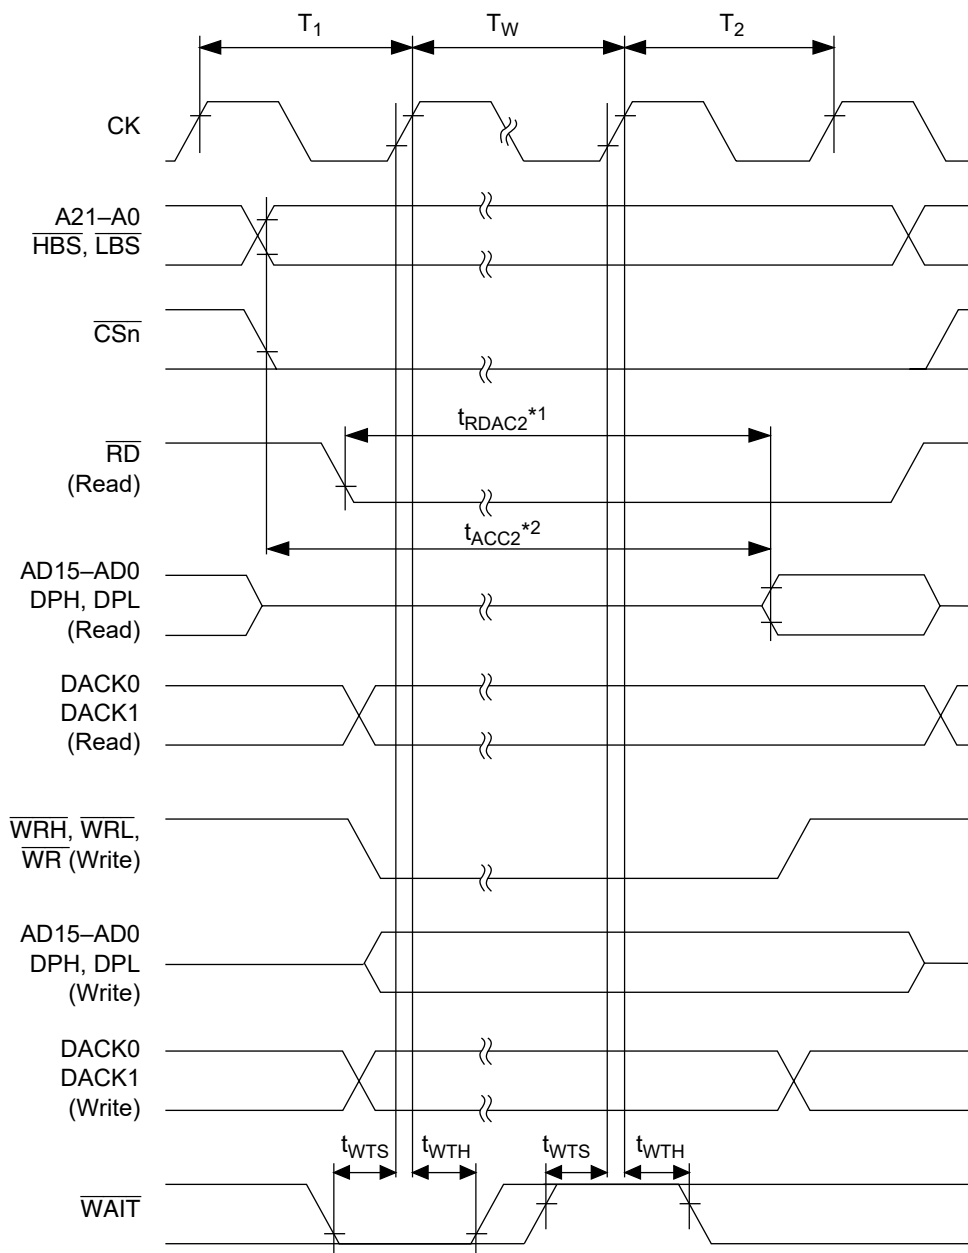 T1 TW T2
CK
A21–A0
HBS, LBS
CSn
tRDAC2*1
RD
(Read)
tACC2*2
AD15–AD0
DPH, DPL
(Read)
DACK0
DACK1
(Read)
WRH, WRL,
WR (Write)
AD15–AD0
DPH, DPL
(Write)
DACK0
DACK1
(Write)
tWTS tWTH tWTS tWTH
WAIT